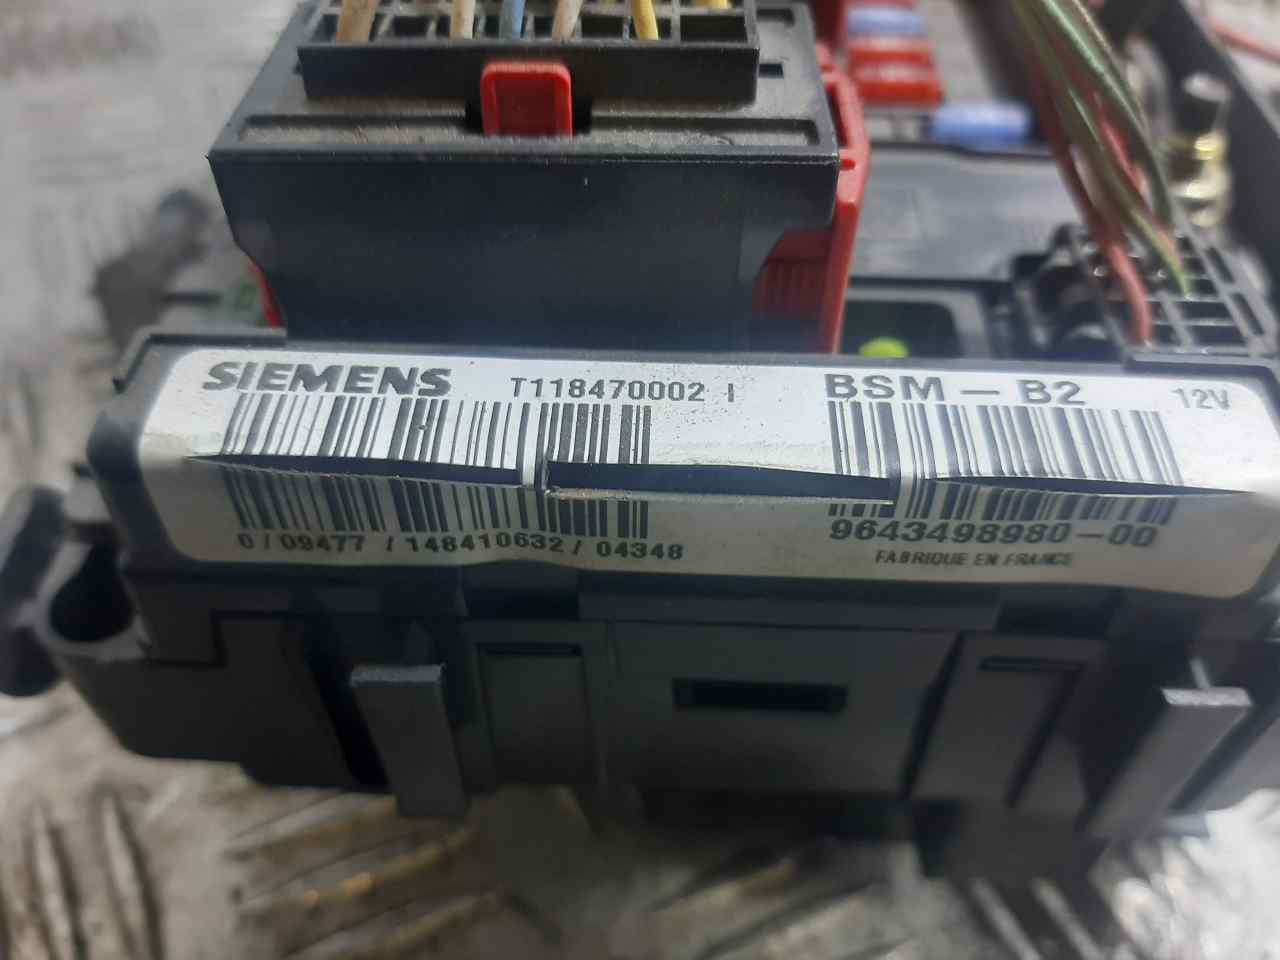 SIEMENS T118470002 I BSM - B2 12V
0 / 09477 / 148410632 / 04348
9643498980-00
FABRIQUE EN FRANCE